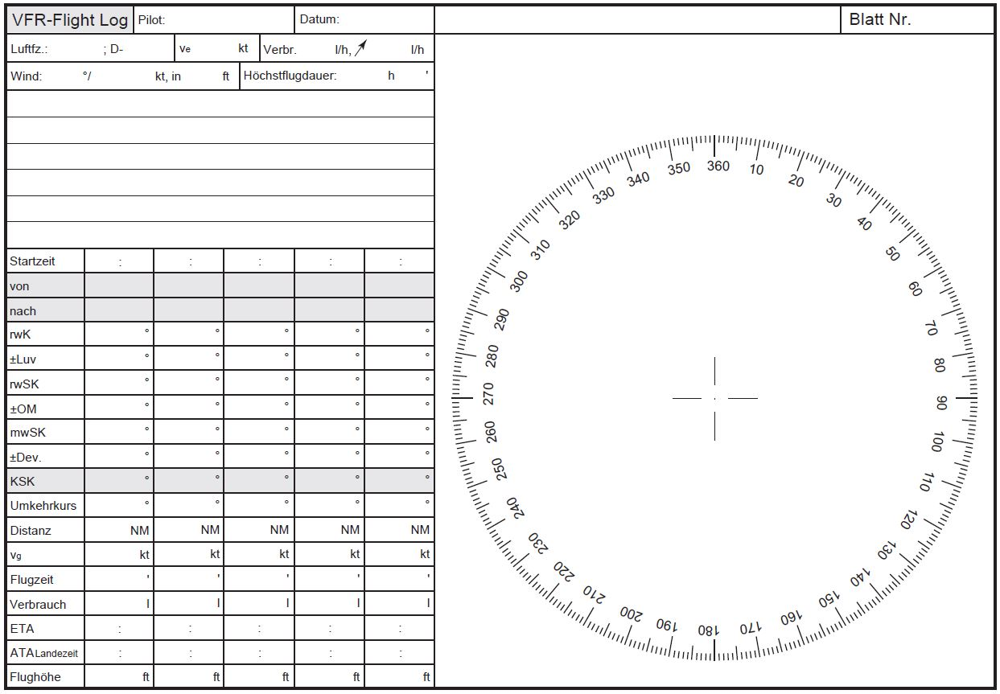 VFR-Flight Log Pilot: Datum: Blatt Nr.
Luftfz.: ; D- ve kt Verbr. l/h, l/h
Wind: °/ kt, in ft Höchstflugdauer: h '
Startzeit : : : : :
von
nach
rwK ° ° ° ° °
±Luv ° ° ° ° °
rwSK ° ° ° ° °
±OM ° ° ° ° °
mwSK ° ° ° ° °
±Dev. ° ° ° ° °
KSK ° ° ° ° °
Umkehrkurs ° ° ° ° °
Distanz NM NM NM NM NM
vg kt kt kt kt kt
Flugzeit ' ' ' ' '
Verbrauch l l l l l
ETA : : : : :
ATA Landezeit : : : : :
Flughöhe ft ft ft ft ft
360
10
20
30
40
50
60
70
80
90
100
110
120
130
140
150
160
170
180
190
200
210
220
230
240
250
260
270
280
290
300
310
320
330
340
350